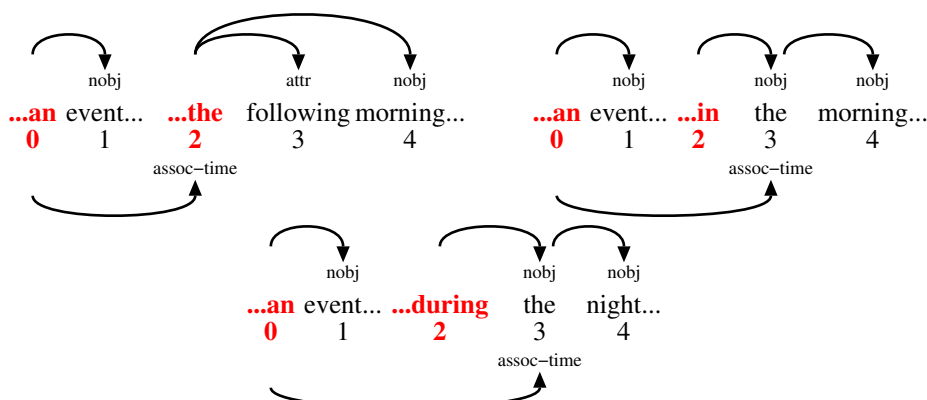 nobj attr nobj
...an event... ...the following morning...
0 1 2 3 4
assoc−time
nobj nobj nobj
...an event... ...in the morning...
0 1 2 3 4
assoc−time
nobj nobj nobj
...an event... ...during the night...
0 1 2 3 4
assoc−time